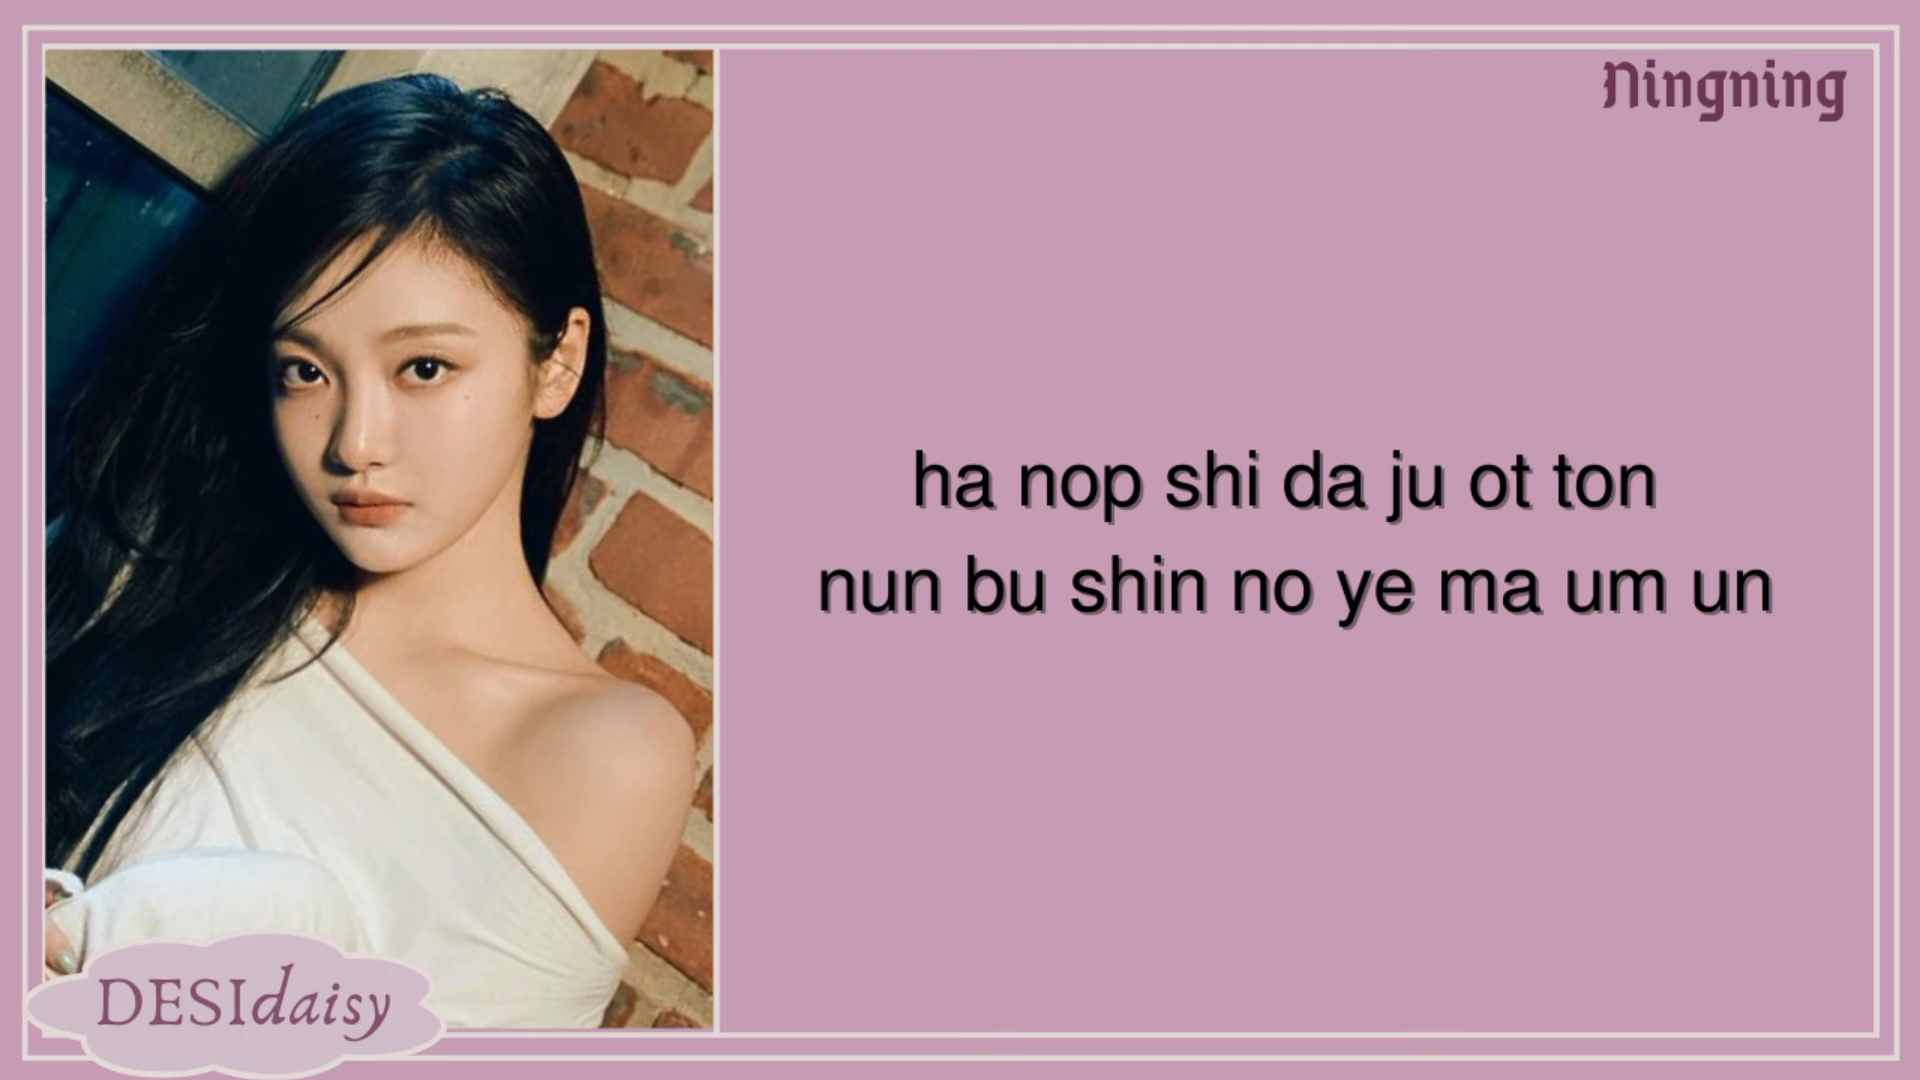 Ningning
ha nop shi da ju ot ton
nun bu shin no ye ma um un
DESIdaisy